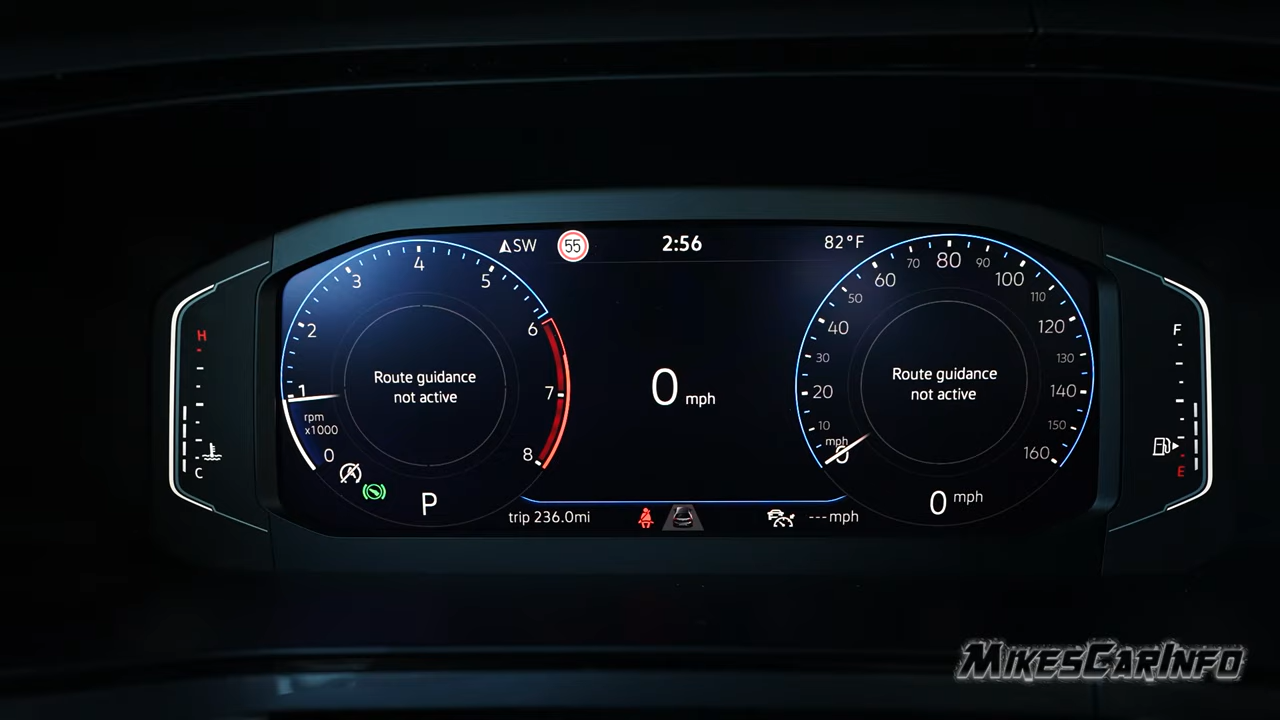 SW
55
2:56
82°F
0
1
2
3
4
5
6
7
8
rpm
x1000
Route guidance
not active
P
0 mph
mph
0
10
20
30
40
50
60
70
80
90
100
110
120
130
140
150
160
Route guidance
not active
0 mph
H
C
F
E
trip 236.0mi
--- mph
MIKESCARINFO